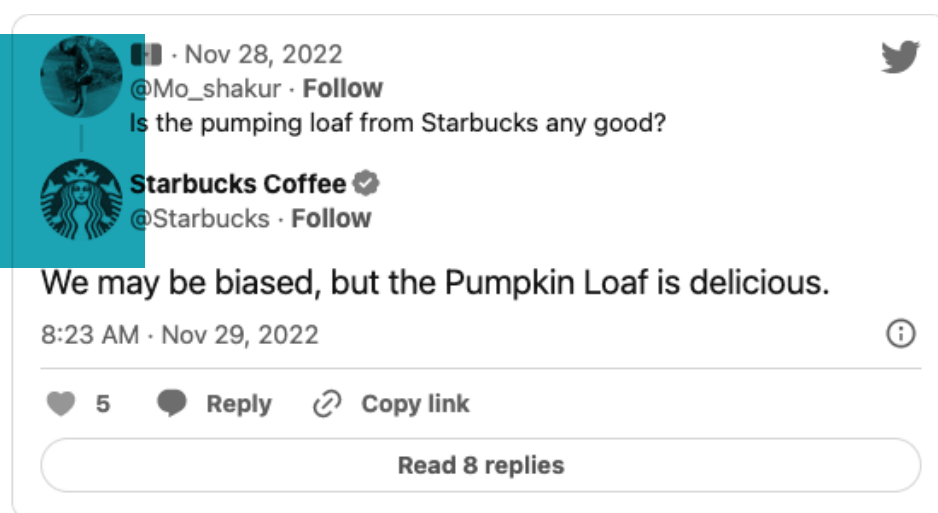 · Nov 28, 2022
@Mo_shakur · Follow
Is the pumping loaf from Starbucks any good?
Starbucks Coffee
@Starbucks · Follow
We may be biased, but the Pumpkin Loaf is delicious.
8:23 AM · Nov 29, 2022
5 Reply Copy link
Read 8 replies